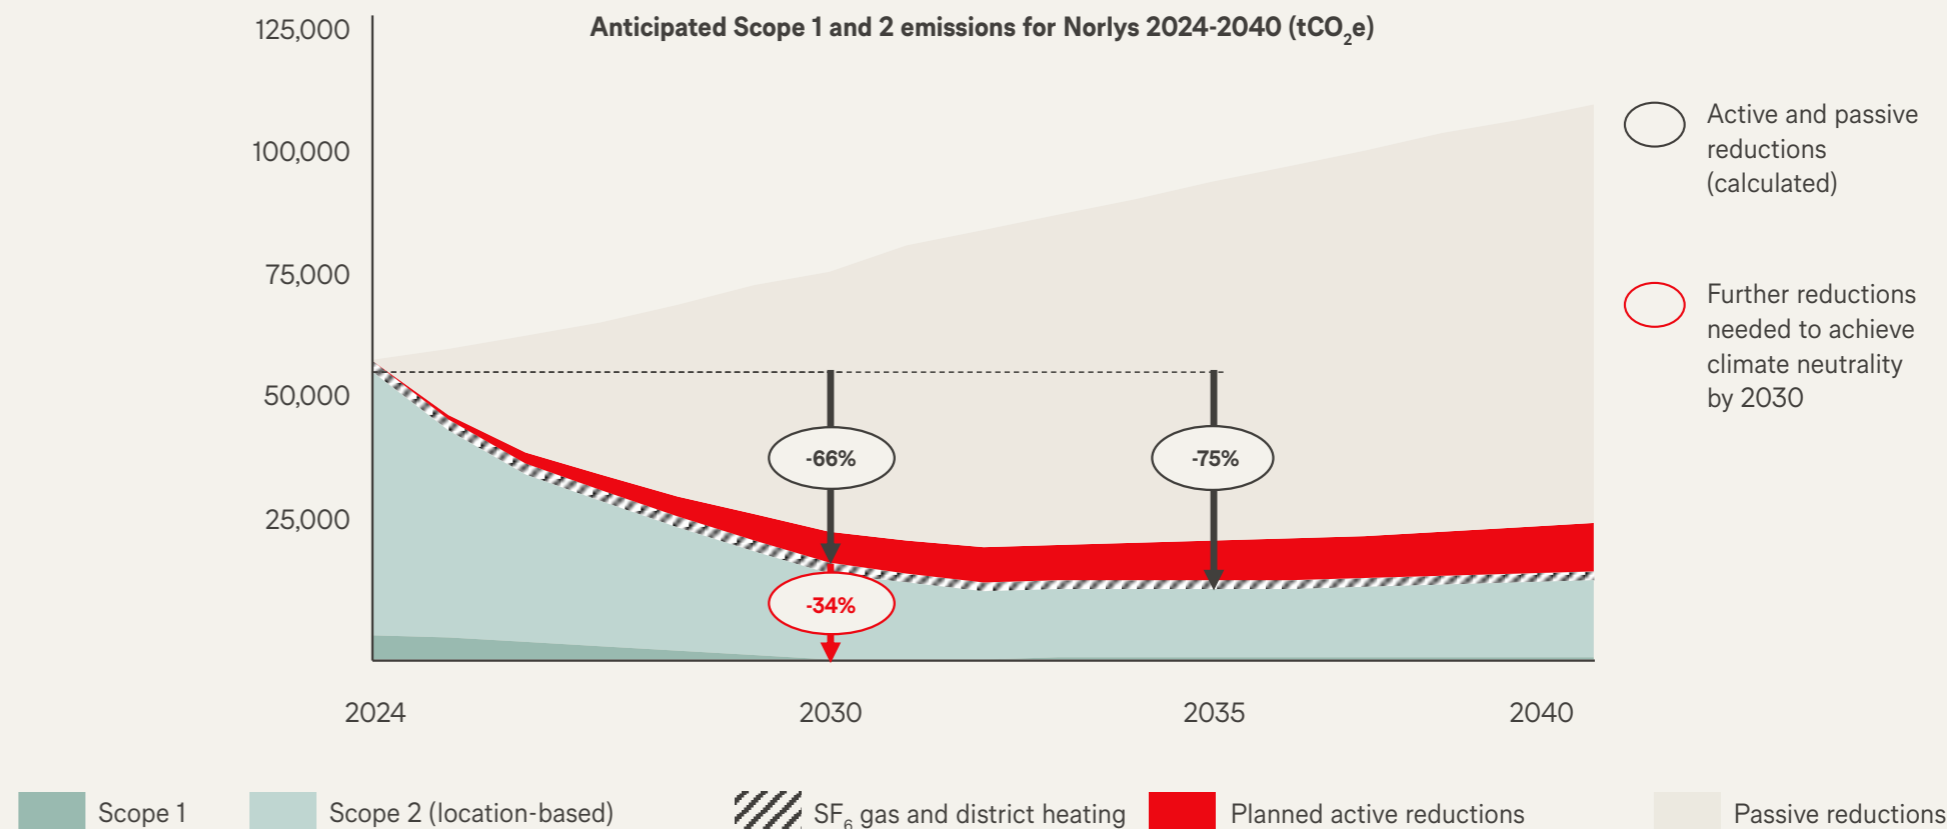 Anticipated Scope 1 and 2 emissions for Norlys 2024-2040 (tCO₂e)
125,000
100,000
75,000
50,000
25,000
-66%
-75%
-34%
2024
2030
2035
2040
Active and passive
reductions
(calculated)
Further reductions
needed to achieve
climate neutrality
by 2030
Scope 1
Scope 2 (location-based)
SF₆ gas and district heating
Planned active reductions
Passive reductions